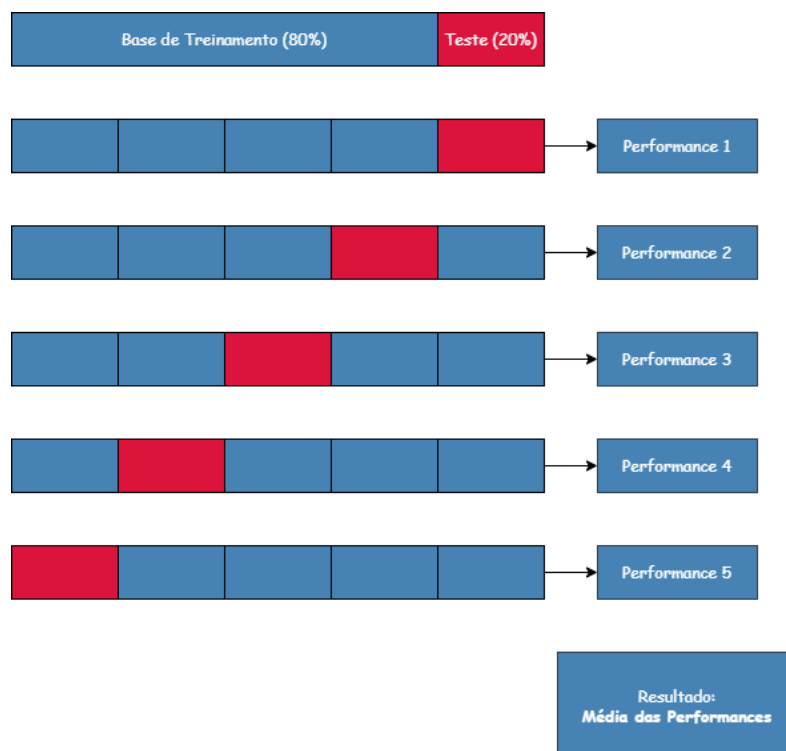 Base de Treinamento (80%)
Teste (20%)
Performance 1
Performance 2
Performance 3
Performance 4
Performance 5
Resultado:
Média das Performances